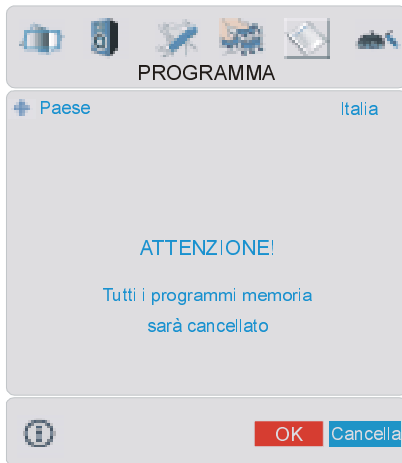 PROGRAMMA
Paese Italia
ATTENZIONE!
Tutti i programmi memoria
sarà cancellato
OK Cancella